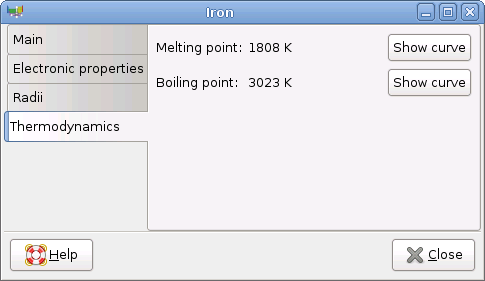 Iron
Main
Electronic properties
Radii
Thermodynamics
Melting point: 1808 K Show curve
Boiling point: 3023 K Show curve
Help Close